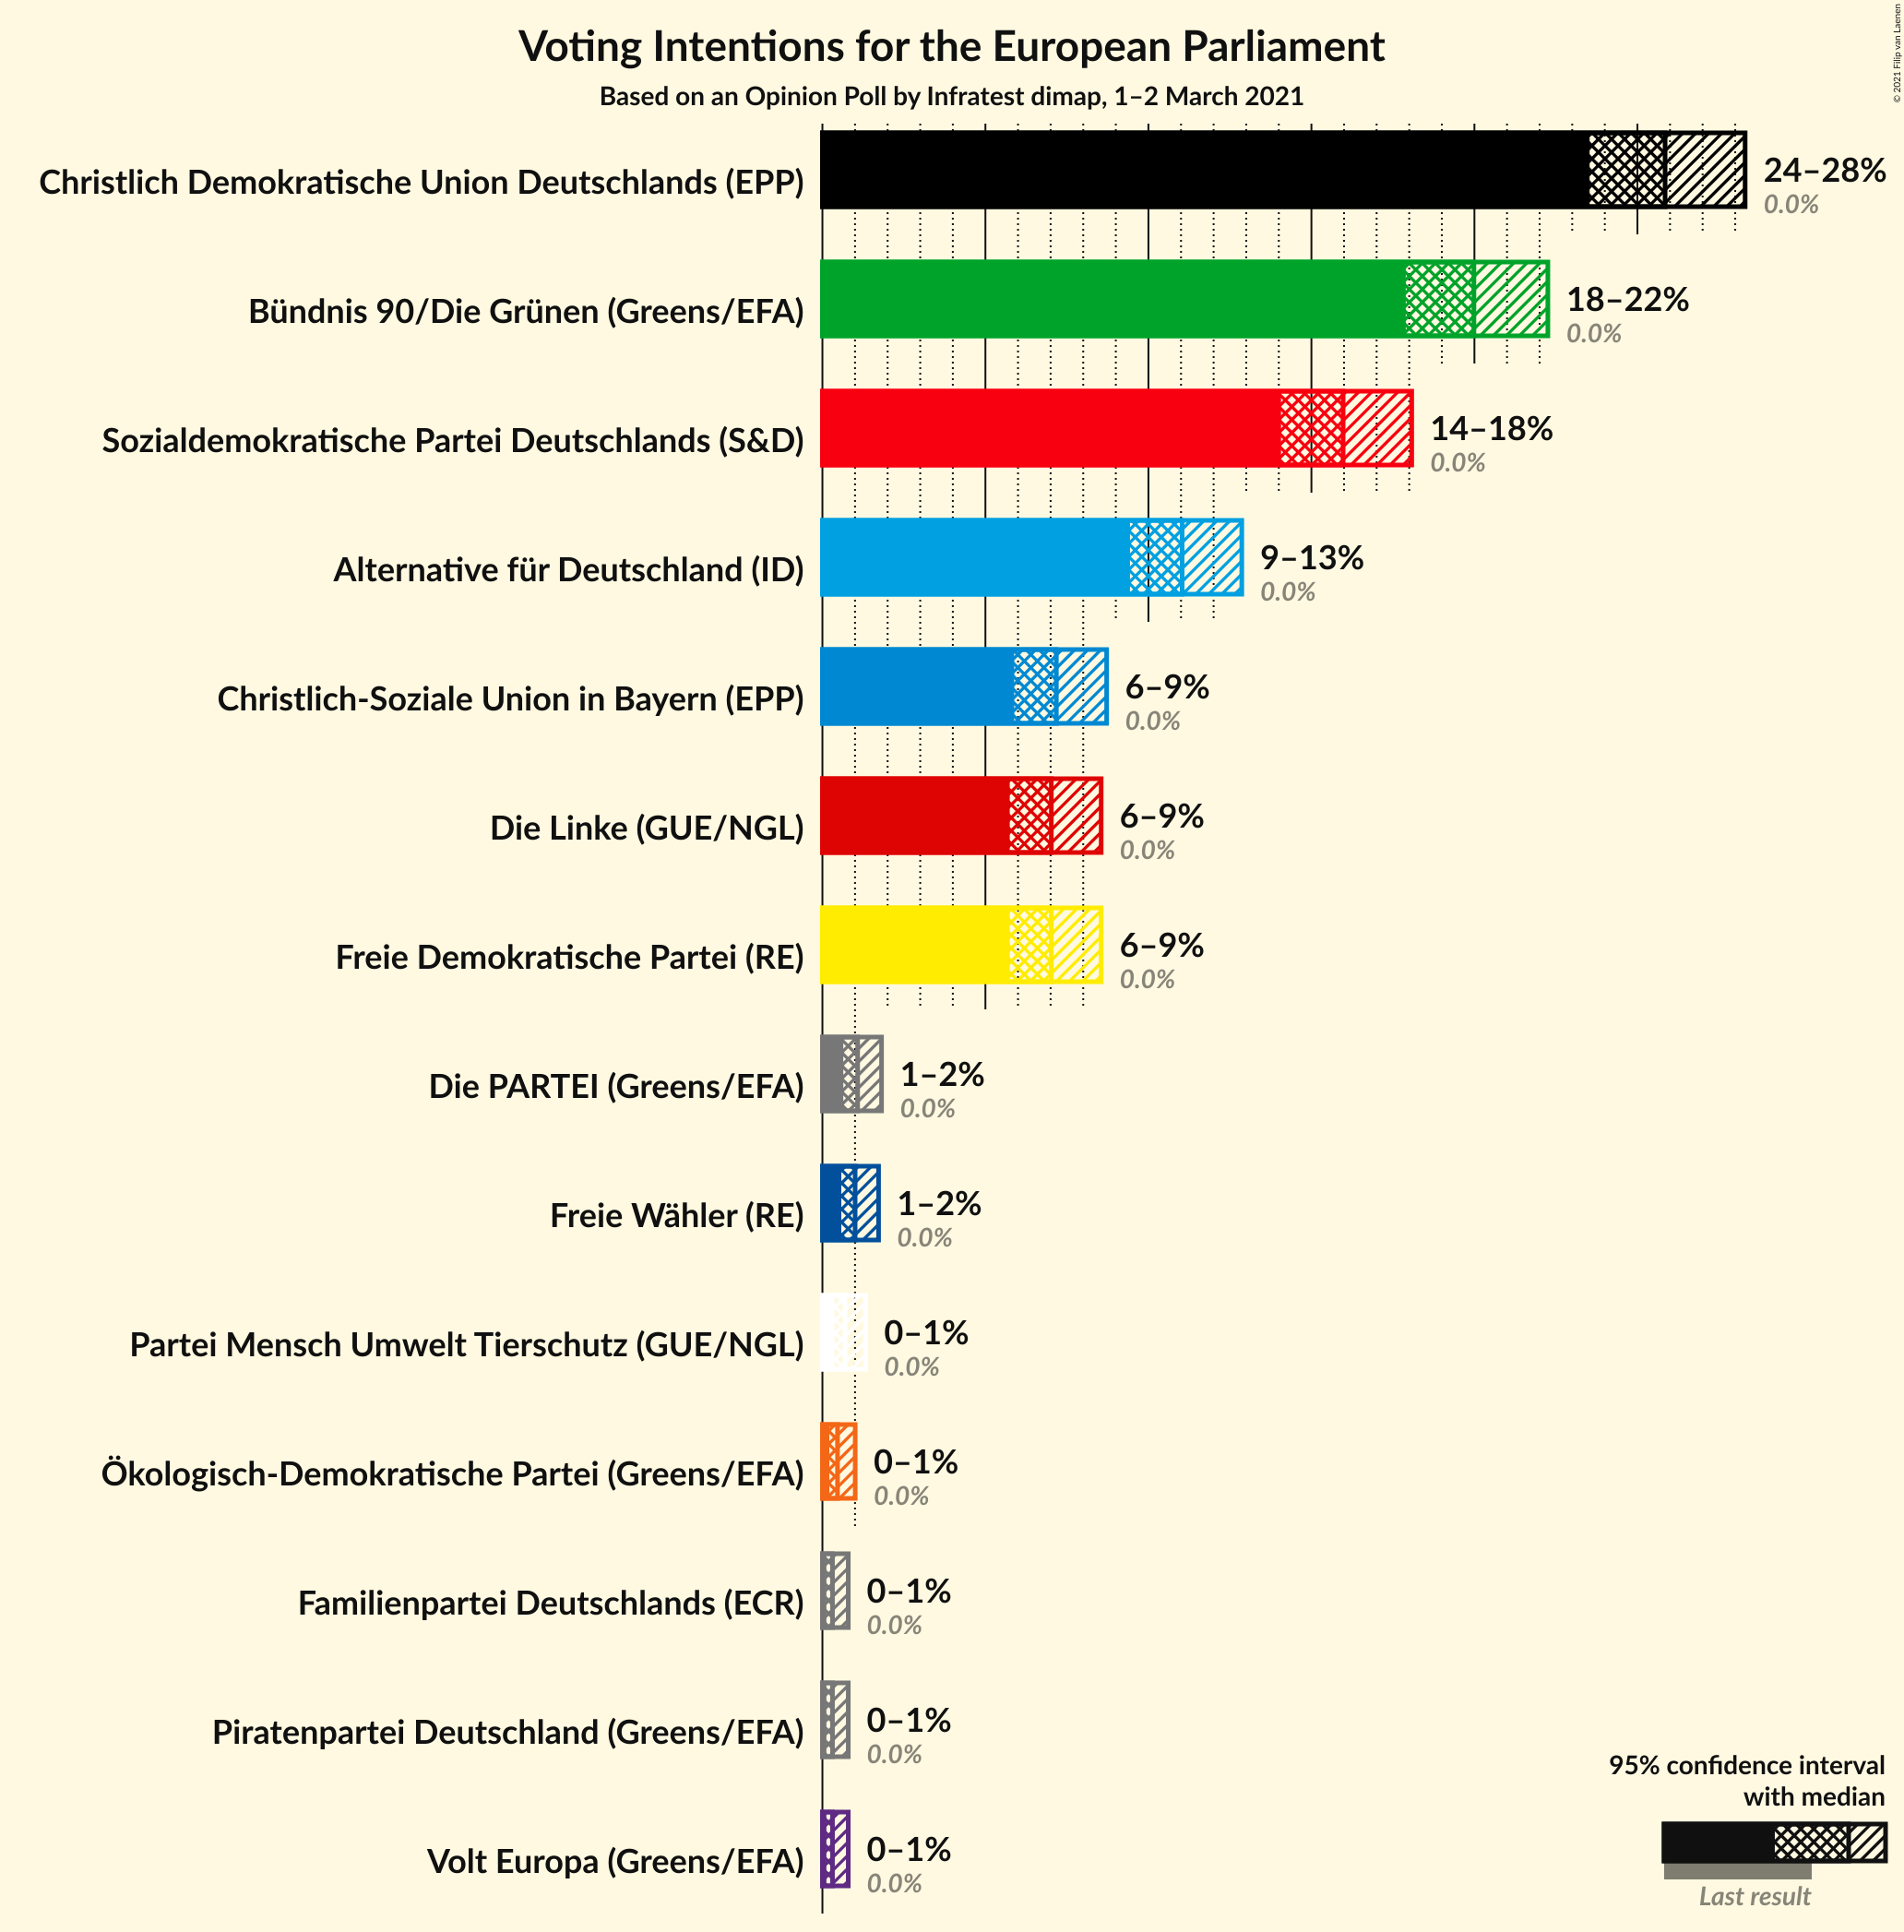 Voting Intentions for the European Parliament
Based on an Opinion Poll by Infratest dimap, 1–2 March 2021
© 2021 Filip van Laenen
Christlich Demokratische Union Deutschlands (EPP)
24–28%
0.0%
Bündnis 90/Die Grünen (Greens/EFA)
18–22%
0.0%
Sozialdemokratische Partei Deutschlands (S&D)
14–18%
0.0%
Alternative für Deutschland (ID)
9–13%
0.0%
Christlich-Soziale Union in Bayern (EPP)
6–9%
0.0%
Die Linke (GUE/NGL)
6–9%
0.0%
Freie Demokratische Partei (RE)
6–9%
0.0%
Die PARTEI (Greens/EFA)
1–2%
0.0%
Freie Wähler (RE)
1–2%
0.0%
Partei Mensch Umwelt Tierschutz (GUE/NGL)
0–1%
0.0%
Ökologisch-Demokratische Partei (Greens/EFA)
0–1%
0.0%
Familienpartei Deutschlands (ECR)
0–1%
0.0%
Piratenpartei Deutschland (Greens/EFA)
0–1%
0.0%
Volt Europa (Greens/EFA)
0–1%
0.0%
95% confidence interval
with median
Last result